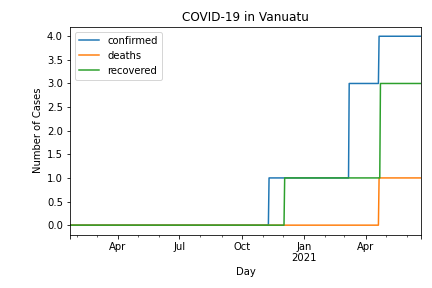 COVID-19 in Vanuatu
confirmed
deaths
recovered
Number of Cases
4.0
3.5
3.0
2.5
2.0
1.5
1.0
0.5
0.0
Apr
Jul
Oct
Jan
2021
Apr
Day